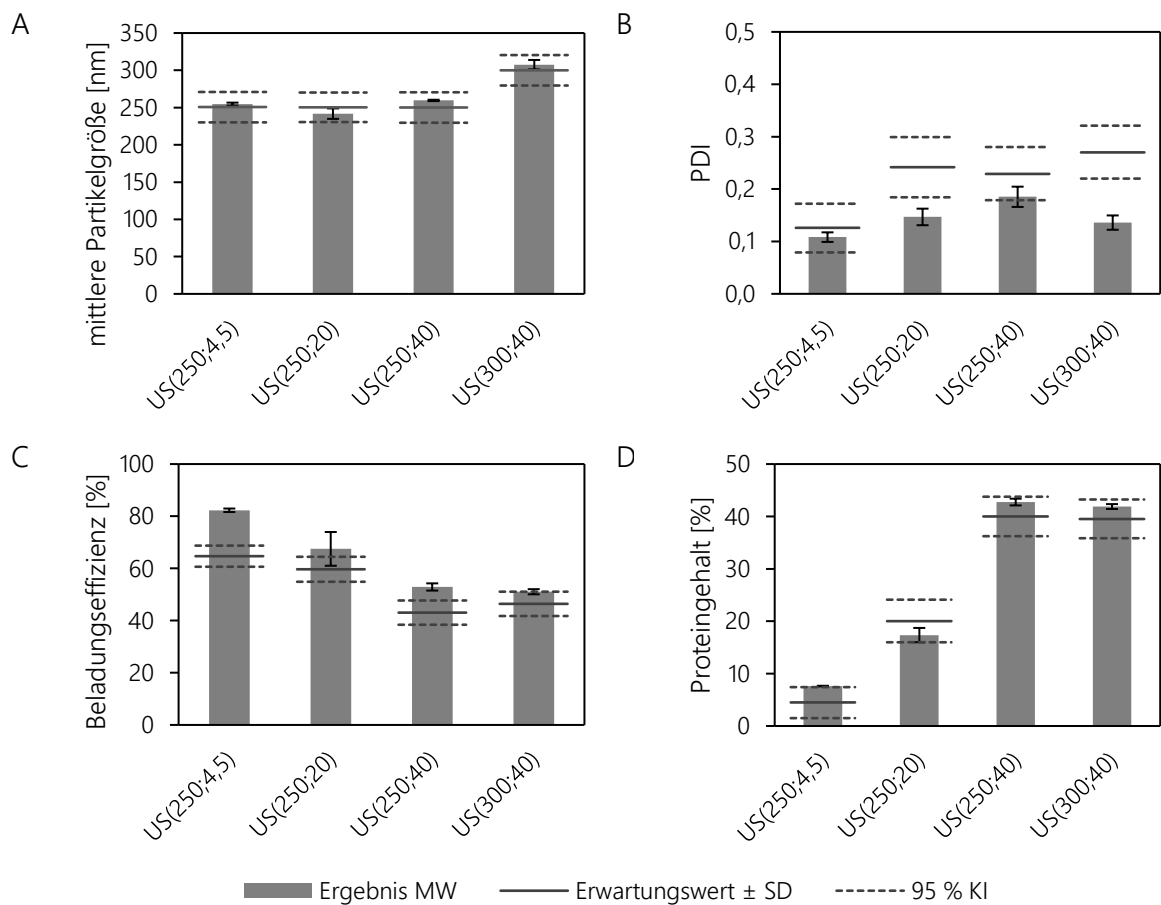 A
mittlere Partikelgröße [nm]
350
300
250
200
150
100
50
0
US(250;4,5)
US(250;20)
US(250;40)
US(300;40)
B
PDI
0,5
0,4
0,3
0,2
0,1
0,0
US(250;4,5)
US(250;20)
US(250;40)
US(300;40)
C
Beladungseffizienz [%]
100
80
60
40
20
0
US(250;4,5)
US(250;20)
US(250;40)
US(300;40)
D
Proteingehalt [%]
50
40
30
20
10
0
US(250;4,5)
US(250;20)
US(250;40)
US(300;40)
Ergebnis MW
Erwartungswert ± SD
95 % KI